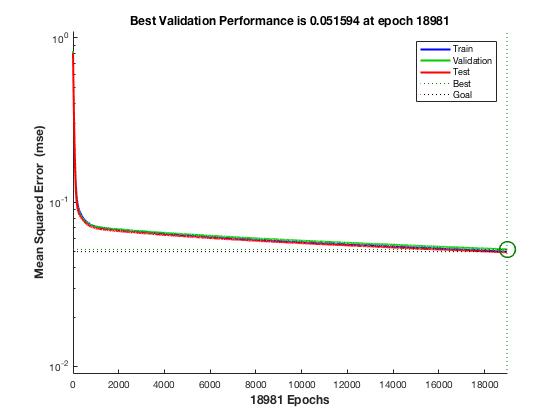 Best Validation Performance is 0.051594 at epoch 18981
10^0
10^-1
10^-2
Mean Squared Error (mse)
Train
Validation
Test
Best
Goal
0 2000 4000 6000 8000 10000 12000 14000 16000 18000
18981 Epochs